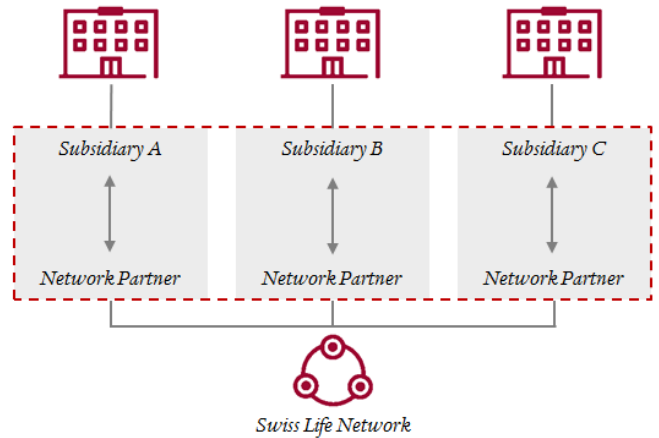 Subsidiary A
Subsidiary B
Subsidiary C
Network Partner
Network Partner
Network Partner
Swiss Life Network